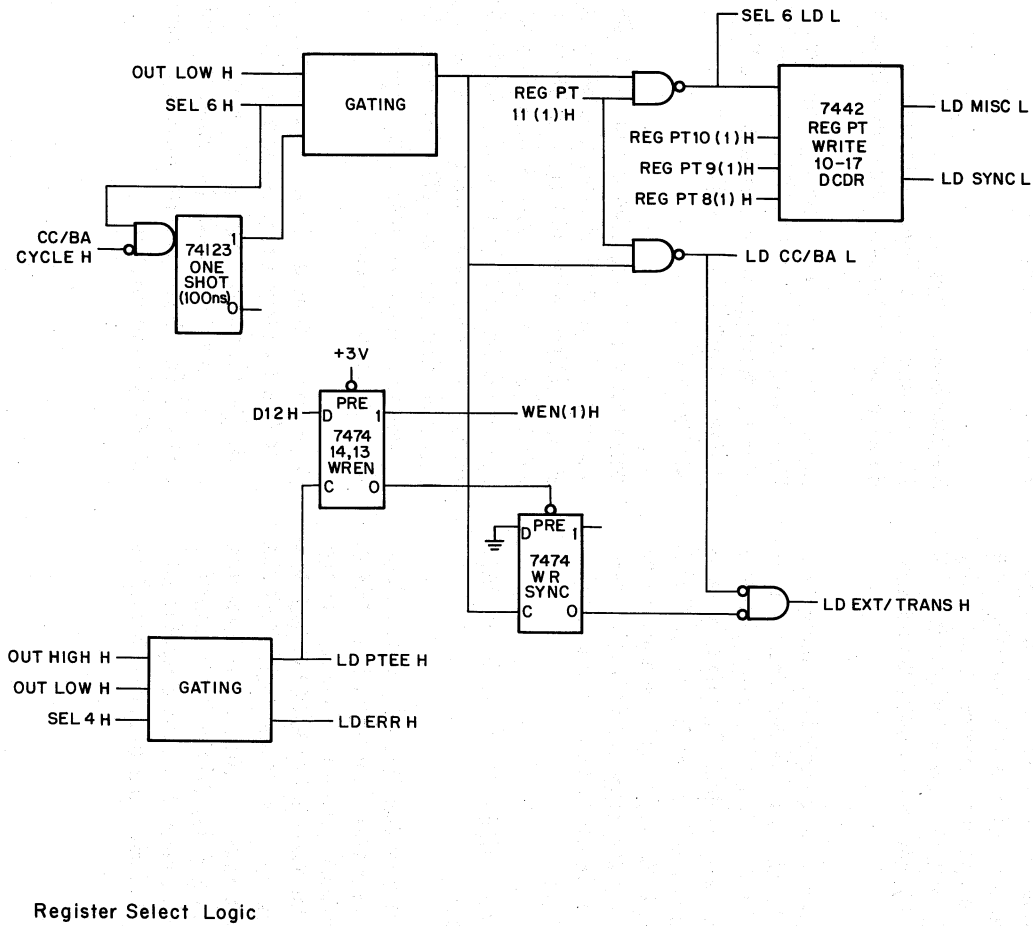 SEL 6 LD L
OUT LOW H
SEL 6 H
GATING
REG PT
11 (1) H
7442
REG PT
WRITE
10-17
DCDR
LD MISC L
REG PT10 (1) H
REG PT9(1)H
REG PT8(1) H
LD SYNC L
CC/BA
CYCLE H
74123
ONE
SHOT
(100ns)
1
0
LD CC/BA L
+3V
D12 H
PRE
D
1
7474
14,13
WREN
C
0
WEN(1)H
PRE
D
1
7474
WR
SYNC
C
0
LD EXT/TRANS H
OUT HIGH H
OUT LOW H
SEL 4 H
GATING
LD PTEE H
LD ERR H
Register Select Logic